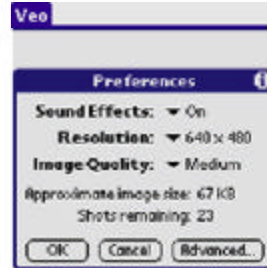 Veo
Preferences
Sound Effects: On
Resolution: 640 x 480
Image Quality: Medium
Approximate image size: 67 KB
Shots remaining: 23
OK Cancel Advanced...